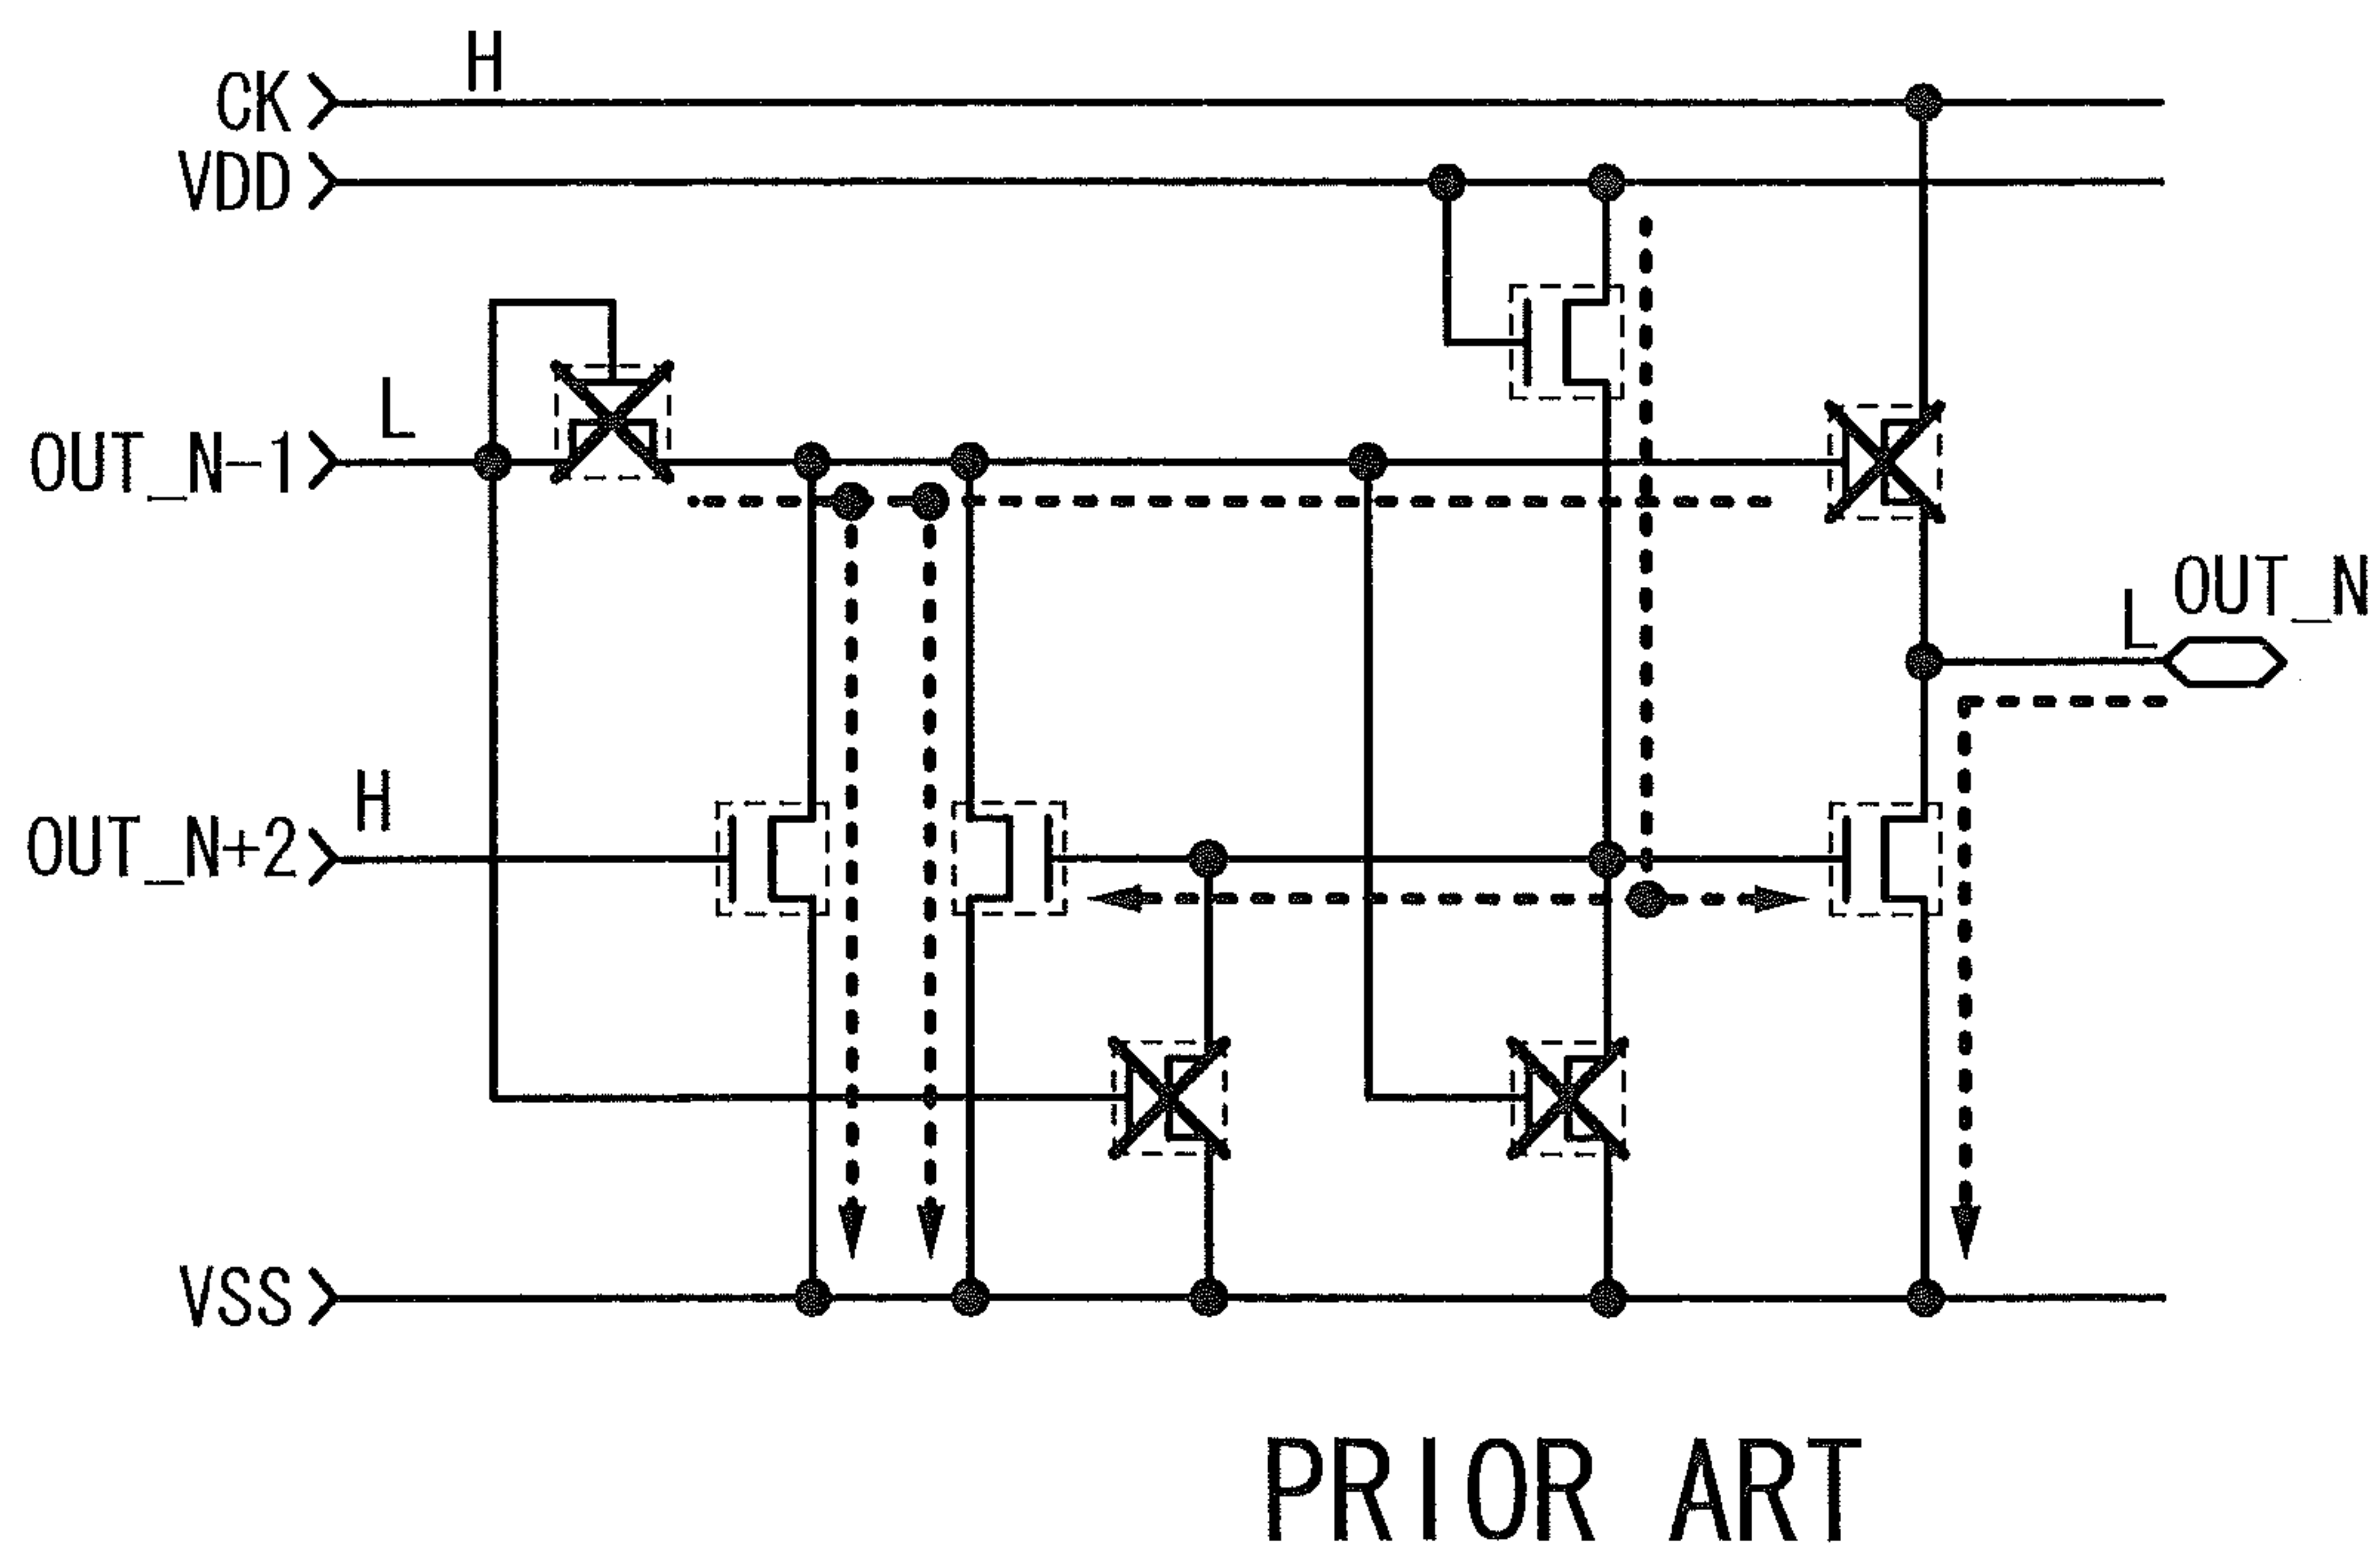 H
CK
VDD
L
OUT_N-1
OUT_N
L
H
OUT_N+2
VSS
PRIOR ART